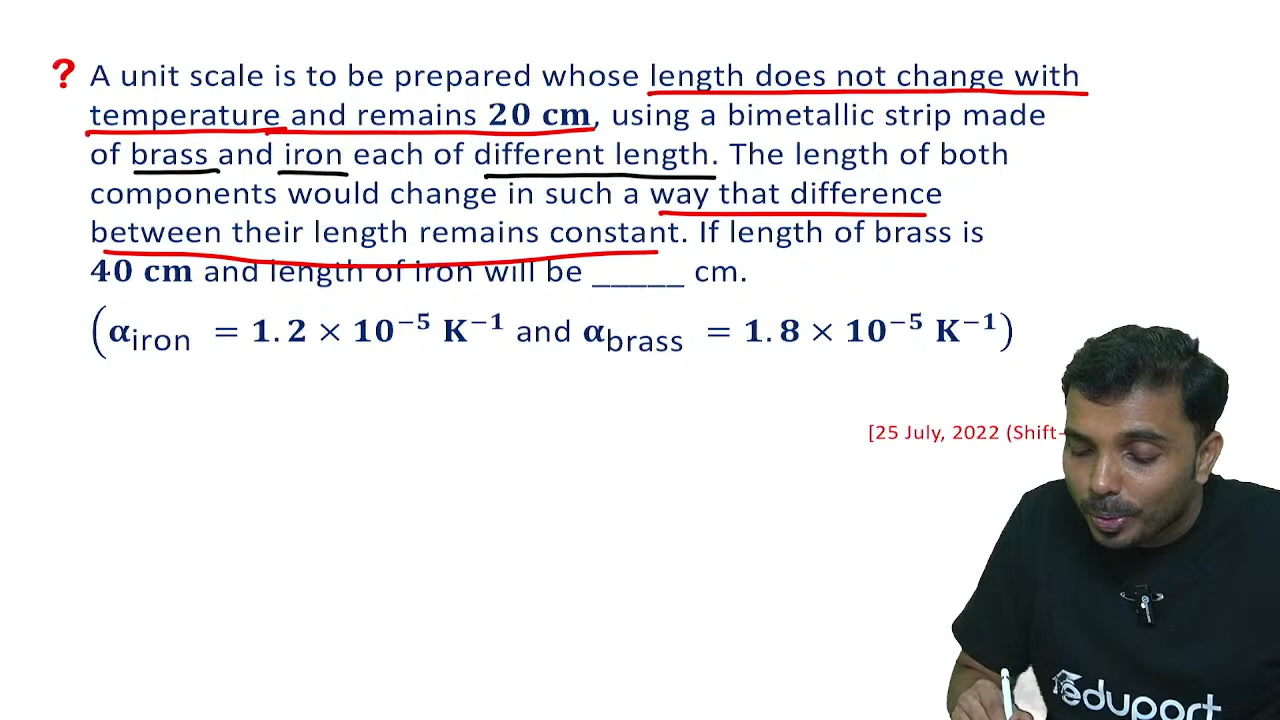 ? A unit scale is to be prepared whose length does not change with
temperature and remains 20 cm, using a bimetallic strip made
of brass and iron each of different length. The length of both
components would change in such a way that difference
between their length remains constant. If length of brass is
40 cm and length of iron will be _____ cm.
(α_iron = 1.2 × 10⁻⁵ K⁻¹ and α_brass = 1.8 × 10⁻⁵ K⁻¹)
[25 July, 2022 (Shift-
eduport